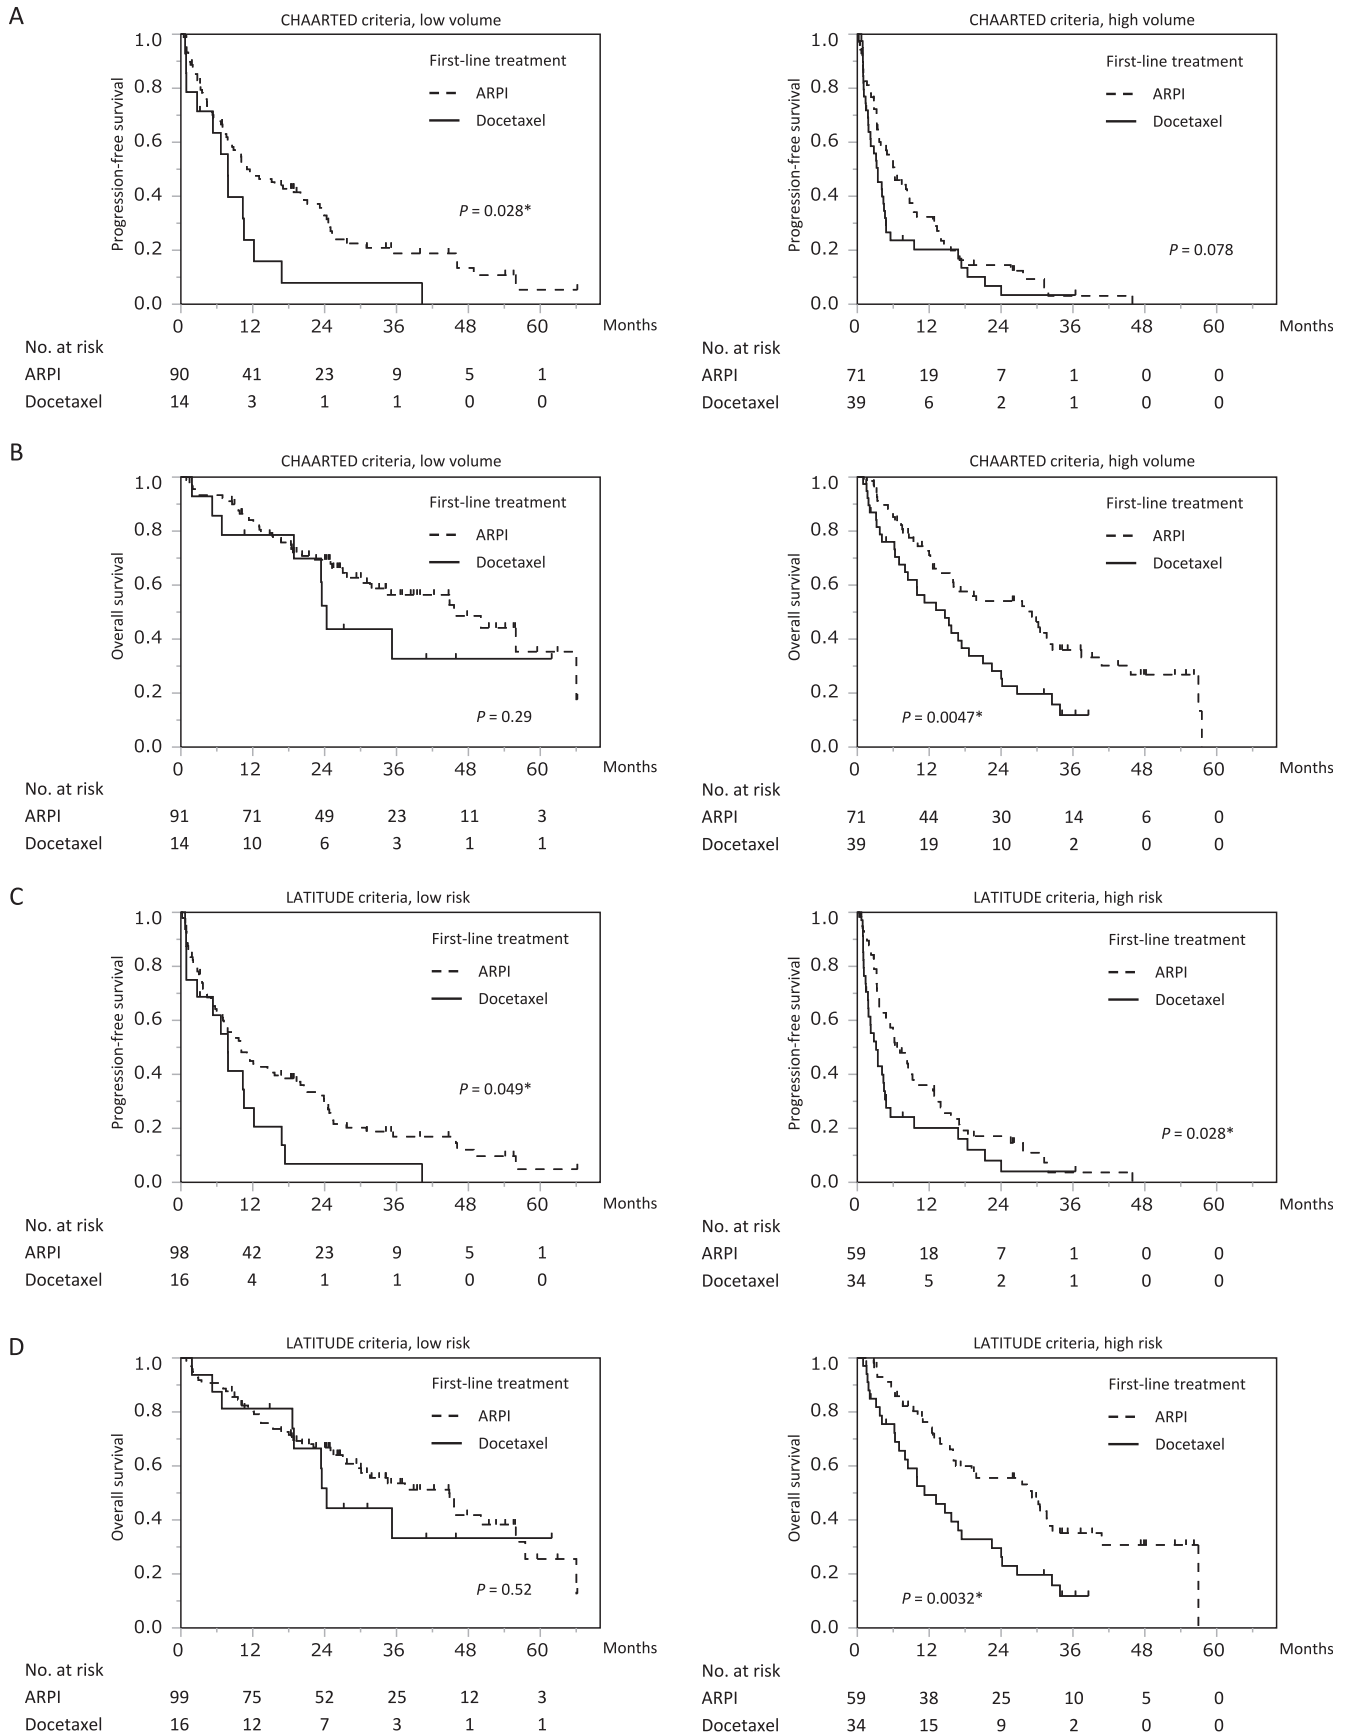 A
CHAARTED criteria, low volume
Progression-free survival
1.0
0.8
0.6
0.4
0.2
0.0
First-line treatment
ARPI
Docetaxel
P = 0.028*
0 12 24 36 48 60 Months
No. at risk
ARPI 90 41 23 9 5 1
Docetaxel 14 3 1 1 0 0
CHAARTED criteria, high volume
Progression-free survival
1.0
0.8
0.6
0.4
0.2
0.0
First-line treatment
ARPI
Docetaxel
P = 0.078
0 12 24 36 48 60 Months
No. at risk
ARPI 71 19 7 1 0 0
Docetaxel 39 6 2 1 0 0
B
CHAARTED criteria, low volume
Overall survival
1.0
0.8
0.6
0.4
0.2
0.0
First-line treatment
ARPI
Docetaxel
P = 0.29
0 12 24 36 48 60 Months
No. at risk
ARPI 91 71 49 23 11 3
Docetaxel 14 10 6 3 1 1
CHAARTED criteria, high volume
Overall survival
1.0
0.8
0.6
0.4
0.2
0.0
First-line treatment
ARPI
Docetaxel
P = 0.0047*
0 12 24 36 48 60 Months
No. at risk
ARPI 71 44 30 14 6 0
Docetaxel 39 19 10 2 0 0
C
LATITUDE criteria, low risk
Progression-free survival
1.0
0.8
0.6
0.4
0.2
0.0
First-line treatment
ARPI
Docetaxel
P = 0.049*
0 12 24 36 48 60 Months
No. at risk
ARPI 98 42 23 9 5 1
Docetaxel 16 4 1 1 0 0
LATITUDE criteria, high risk
Progression-free survival
1.0
0.8
0.6
0.4
0.2
0.0
First-line treatment
ARPI
Docetaxel
P = 0.028*
0 12 24 36 48 60 Months
No. at risk
ARPI 59 18 7 1 0 0
Docetaxel 34 5 2 1 0 0
D
LATITUDE criteria, low risk
Overall survival
1.0
0.8
0.6
0.4
0.2
0.0
First-line treatment
ARPI
Docetaxel
P = 0.52
0 12 24 36 48 60 Months
No. at risk
ARPI 99 75 52 25 12 3
Docetaxel 16 12 7 3 1 1
LATITUDE criteria, high risk
Overall survival
1.0
0.8
0.6
0.4
0.2
0.0
First-line treatment
ARPI
Docetaxel
P = 0.0032*
0 12 24 36 48 60 Months
No. at risk
ARPI 59 38 25 10 5 0
Docetaxel 34 15 9 2 0 0